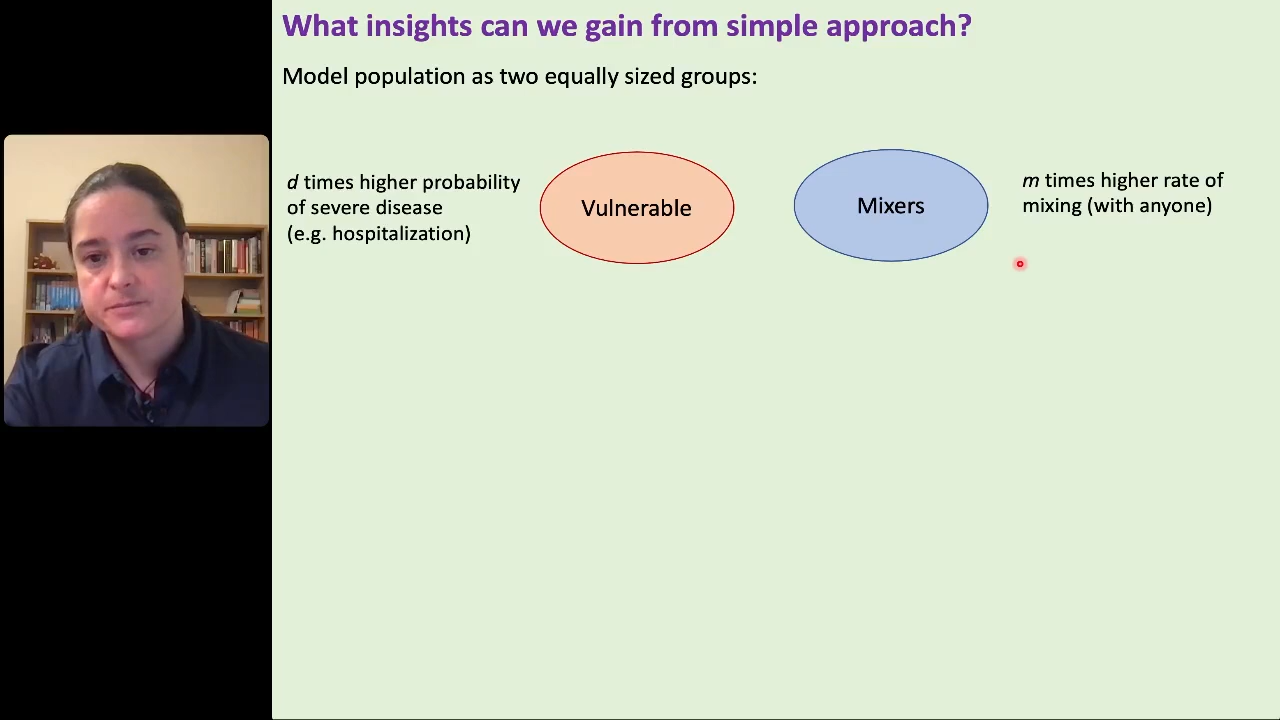 What insights can we gain from simple approach?
Model population as two equally sized groups:
d times higher probability
of severe disease
(e.g. hospitalization)
Vulnerable
Mixers
m times higher rate of
mixing (with anyone)